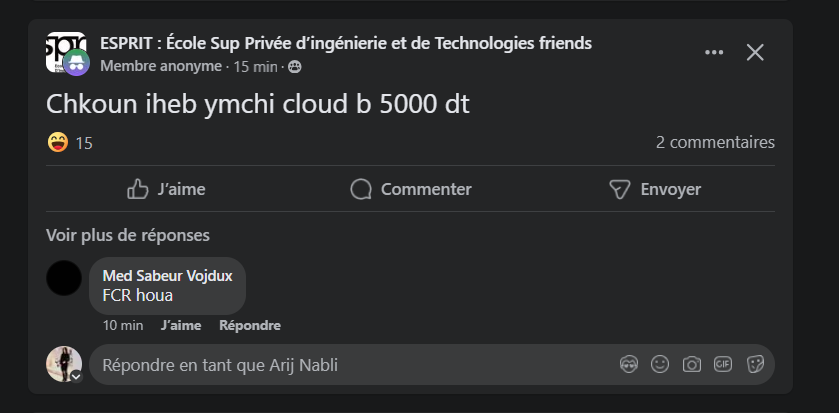 ESPRIT : École Sup Privée d'ingénierie et de Technologies friends
Membre anonyme · 15 min ·
Chkoun iheb ymchi cloud b 5000 dt
15
2 commentaires
J'aime
Commenter
Envoyer
Voir plus de réponses
Med Sabeur Vojdux
FCR houa
10 min J'aime Répondre
Répondre en tant que Arij Nabli
GIF